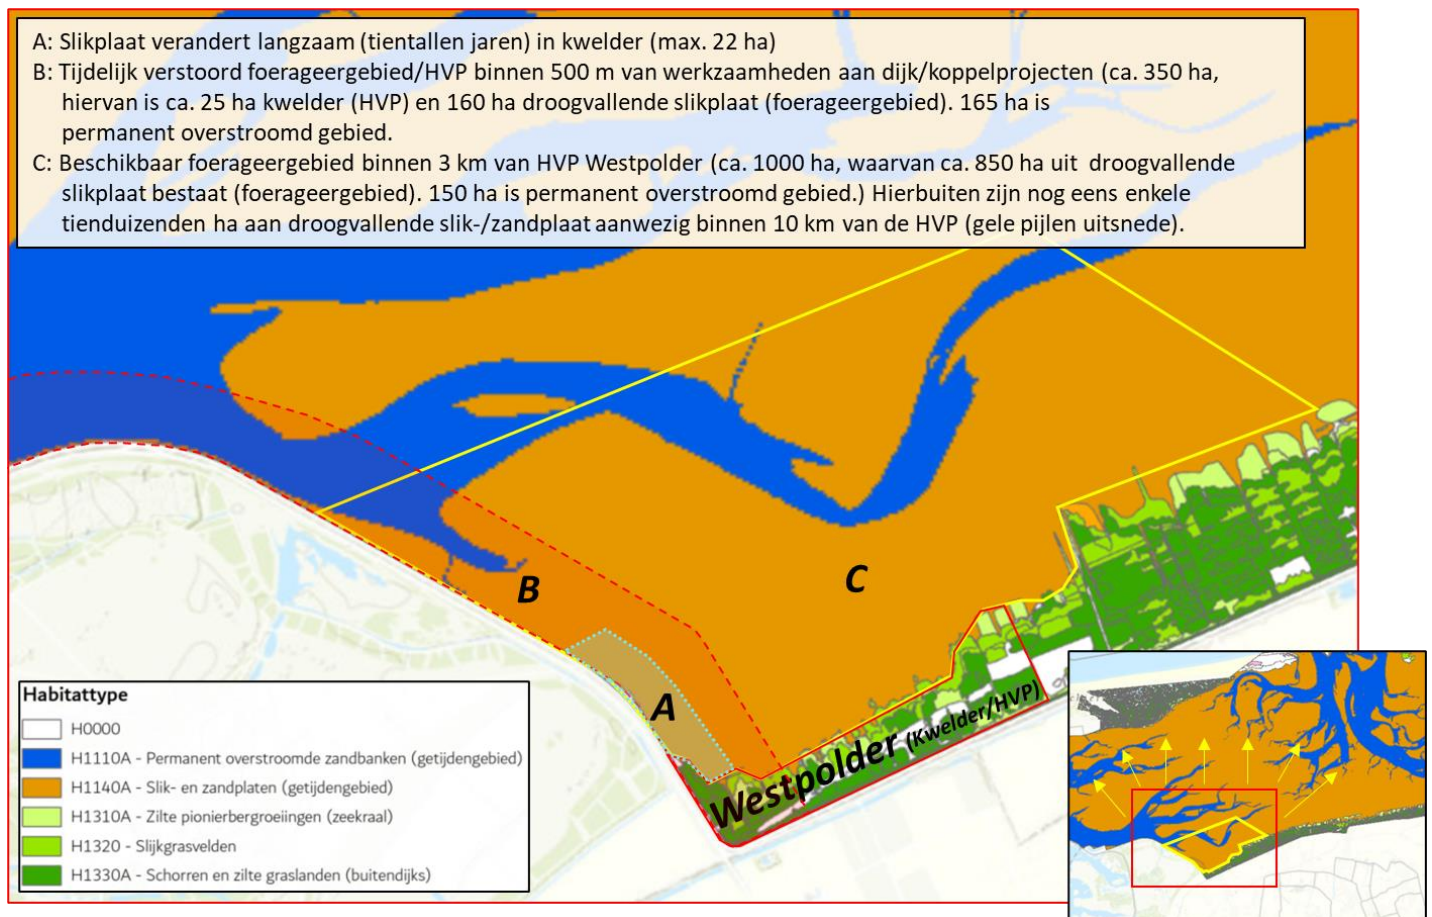 A: Slikplaat verandert langzaam (tientallen jaren) in kwelder (max. 22 ha)
B: Tijdelijk verstoord foerageergebied/HVP binnen 500 m van werkzaamheden aan dijk/koppelprojecten (ca. 350 ha,
hiervan is ca. 25 ha kwelder (HVP) en 160 ha droogvallende slikplaat (foerageergebied). 165 ha is
permanent overstroomd gebied.
C: Beschikbaar foerageergebied binnen 3 km van HVP Westpolder (ca. 1000 ha, waarvan ca. 850 ha uit droogvallende
slikplaat bestaat (foerageergebied). 150 ha is permanent overstroomd gebied.) Hierbuiten zijn nog eens enkele
tienduizenden ha aan droogvallende slik-/zandplaat aanwezig binnen 10 km van de HVP (gele pijlen uitsnede).
B
C
A
Westpolder (Kwelder/HVP)
Habitattype
H0000
H1110A - Permanent overstroomde zandbanken (getijdengebied)
H1140A - Slik- en zandplaten (getijdengebied)
H1310A - Zilte pionierbergroeiingen (zeekraal)
H1320 - Slijkgrasvelden
H1330A - Schorren en zilte graslanden (buitendijks)